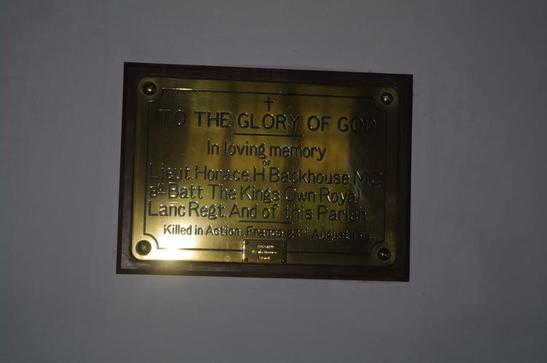 TO THE GLORY OF GOD
In loving memory
OF
Lieut. Horace. H. Backhouse. M.C.
Batt. The Kings Own Royal
Lanc Regt. And of this Parish
Killed in Action, France, August